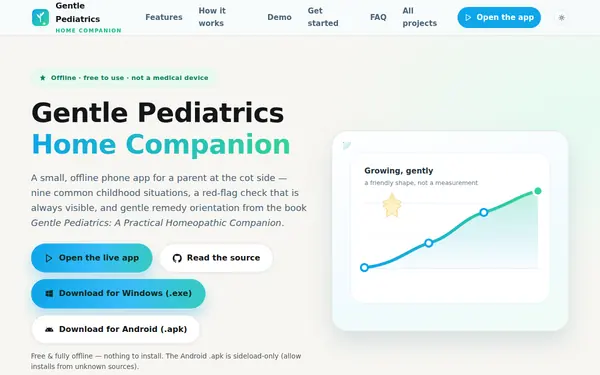 Gentle
Pediatrics
HOME COMPANION
Features
How it
works
Demo
Get
started
FAQ
All
projects
Open the app
Offline · free to use · not a medical device
Gentle Pediatrics
Home Companion
A small, offline phone app for a parent at the cot side —
nine common childhood situations, a red-flag check that is
always visible, and gentle remedy orientation from the book
Gentle Pediatrics: A Practical Homeopathic Companion.
Open the live app
Read the source
Download for Windows (.exe)
Download for Android (.apk)
Free & fully offline — nothing to install. The Android .apk is sideload-only (allow
installs from unknown sources).
Growing, gently
a friendly shape, not a measurement